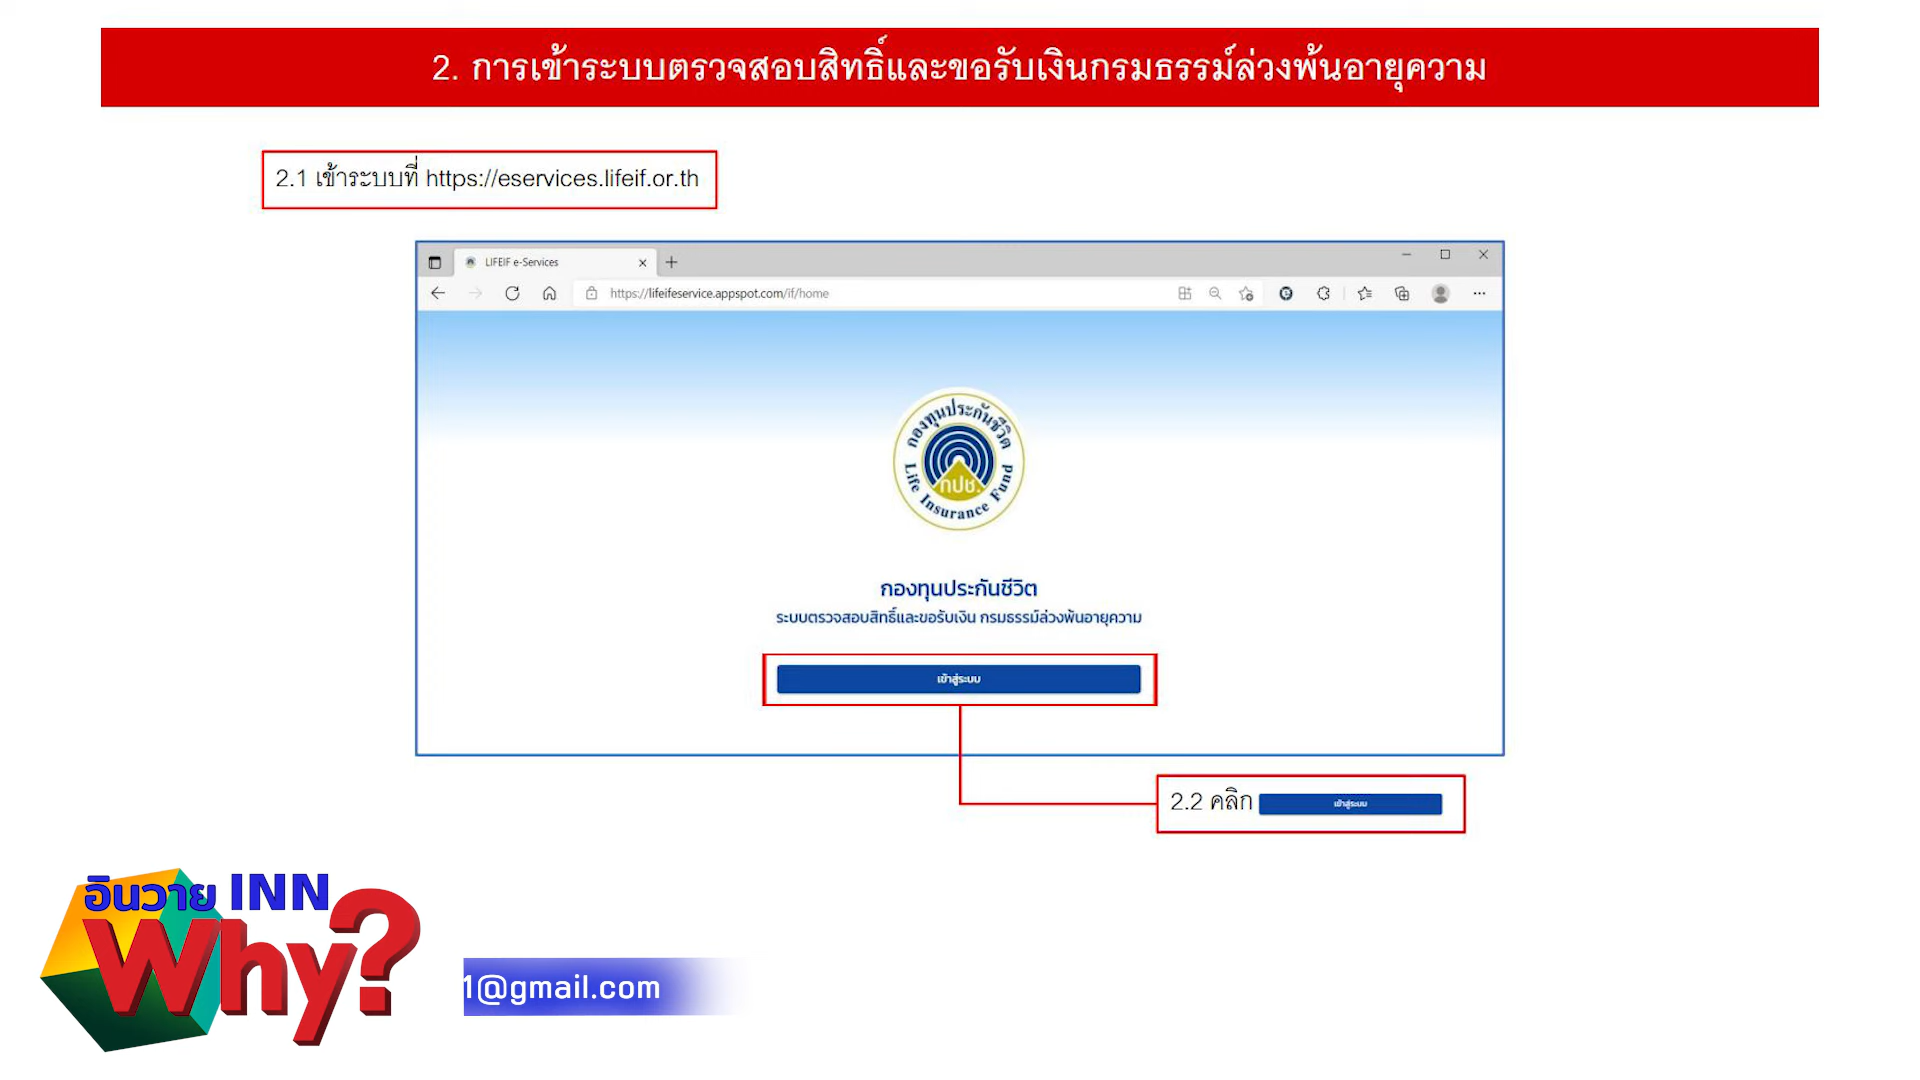 2. การเข้าระบบตรวจสอบสิทธิ์และขอรับเงินกรมธรรม์ล่วงพ้นอายุความ
2.1 เข้าระบบที่ https://eservices.lifeif.or.th
LIFEIF e-Services
https://lifeifeservice.appspot.com/if/home
กองทุนประกันชีวิต
กปช.
Life Insurance Fund
กองทุนประกันชีวิต
ระบบตรวจสอบสิทธิ์และขอรับเงิน กรมธรรม์ล่วงพ้นอายุความ
เข้าสู่ระบบ
2.2 คลิก เข้าสู่ระบบ
อินวาย INN
Why?
1@gmail.com